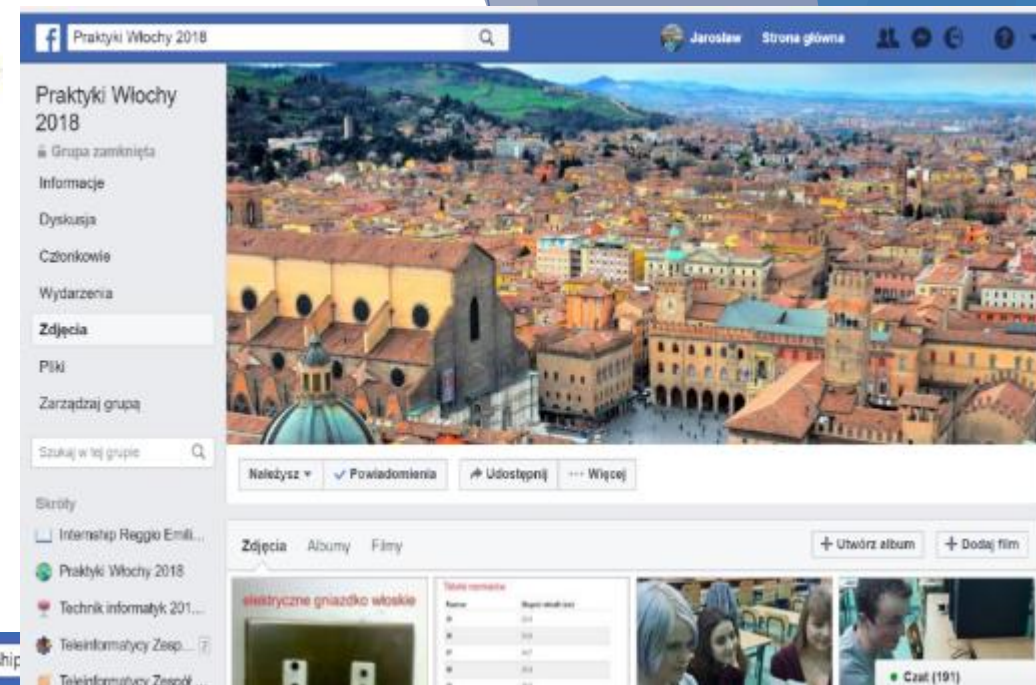 Praktyki Włochy 2018
Jarosław Strona główna
Praktyki Włochy
2018
Grupa zamknięta
Informacje
Dyskusja
Członkowie
Wydarzenia
Zdjęcia
Pliki
Zarządzaj grupą
Szukaj w tej grupie
Należysz
Powiadomienia
Udostępnij
Więcej
Skróty
Internship Reggio Emili...
Praktyki Włochy 2018
Technik informatyk 201...
Teleinformatycy Zesp... 2
Teleinformatycy Zespół ...
Zdjęcia Albumy Filmy
+ Utwórz album
+ Dodaj film
elektryczne gniazdko włoskie
Czat (191)